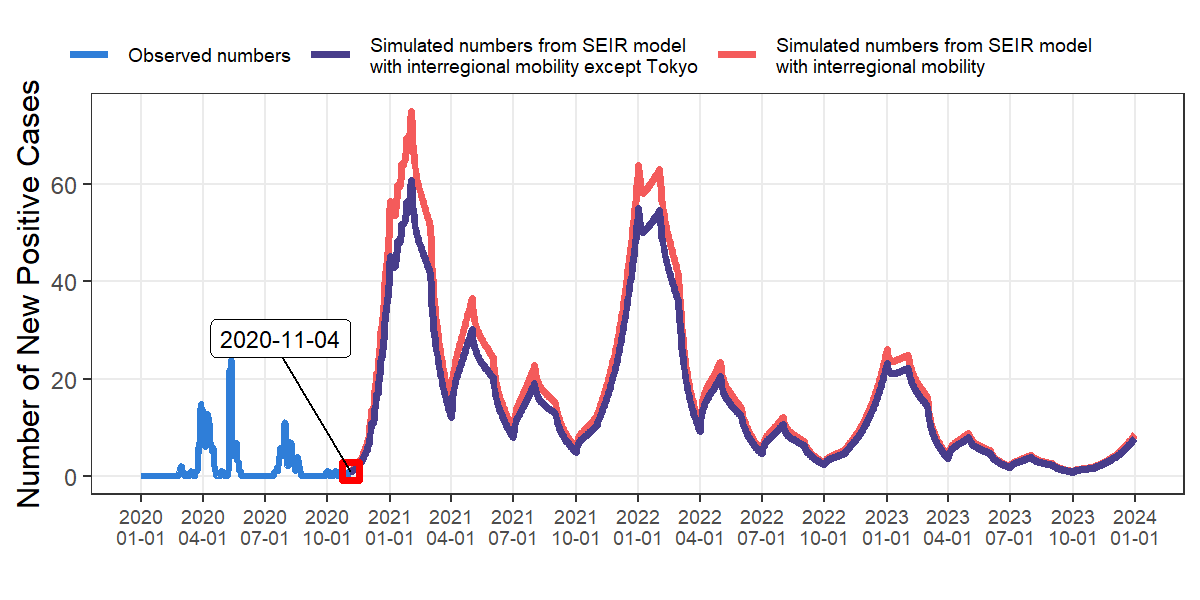 Observed numbers
Simulated numbers from SEIR model
with interregional mobility except Tokyo
Simulated numbers from SEIR model
with interregional mobility
Number of New Positive Cases
60
40
20
0
2020-11-04
2020 2020 2020 2020 2021 2021 2021 2021 2022 2022 2022 2022 2023 2023 2023 2023 2024
01-01 04-01 07-01 10-01 01-01 04-01 07-01 10-01 01-01 04-01 07-01 10-01 01-01 04-01 07-01 10-01 01-01